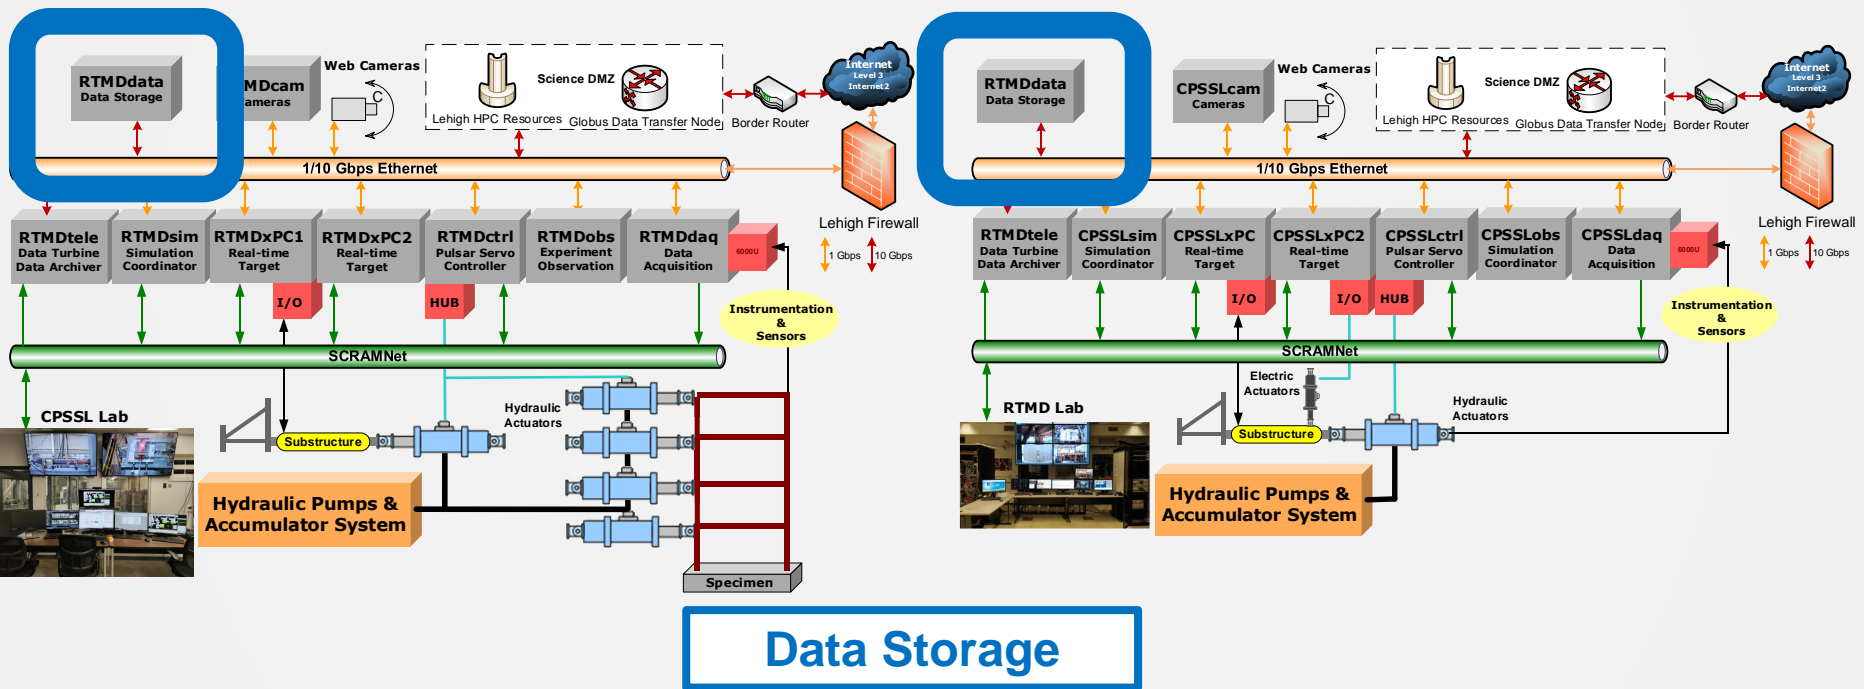 RTMDdata
Data Storage
MDcam
ameras
Web Cameras
C
Science DMZ
Lehigh HPC Resources
Globus Data Transfer Node
Border Router
Internet
Level 3
Internet2
1/10 Gbps Ethernet
Lehigh Firewall
1 Gbps
10 Gbps
RTMDtele
Data Turbine
Data Archiver
RTMDsim
Simulation
Coordinator
RTMDxPC1
Real-time
Target
RTMDxPC2
Real-time
Target
RTMDctrl
Pulsar Servo
Controller
RTMDobs
Experiment
Observation
RTMDdaq
Data
Acquisition
6000U
I/O
HUB
Instrumentation
&
Sensors
SCRAMNet
CPSSL Lab
Hydraulic
Actuators
Substructure
Hydraulic Pumps &
Accumulator System
Specimen
RTMDdata
Data Storage
CPSSLcam
Cameras
Web Cameras
C
Science DMZ
Lehigh HPC Resources
Globus Data Transfer Node
Border Router
Internet
Level 3
Internet2
1/10 Gbps Ethernet
Lehigh Firewall
1 Gbps
10 Gbps
RTMDtele
Data Turbine
Data Archiver
CPSSLsim
Simulation
Coordinator
CPSSLxPC
Real-time
Target
CPSSLxPC2
Real-time
Target
CPSSLctrl
Pulsar Servo
Controller
CPSSLobs
Simulation
Coordinator
CPSSLdaq
Data
Acquisition
6000U
I/O
I/O
HUB
Instrumentation
&
Sensors
SCRAMNet
RTMD Lab
Electric
Actuators
Hydraulic
Actuators
Substructure
Hydraulic Pumps &
Accumulator System
Data Storage